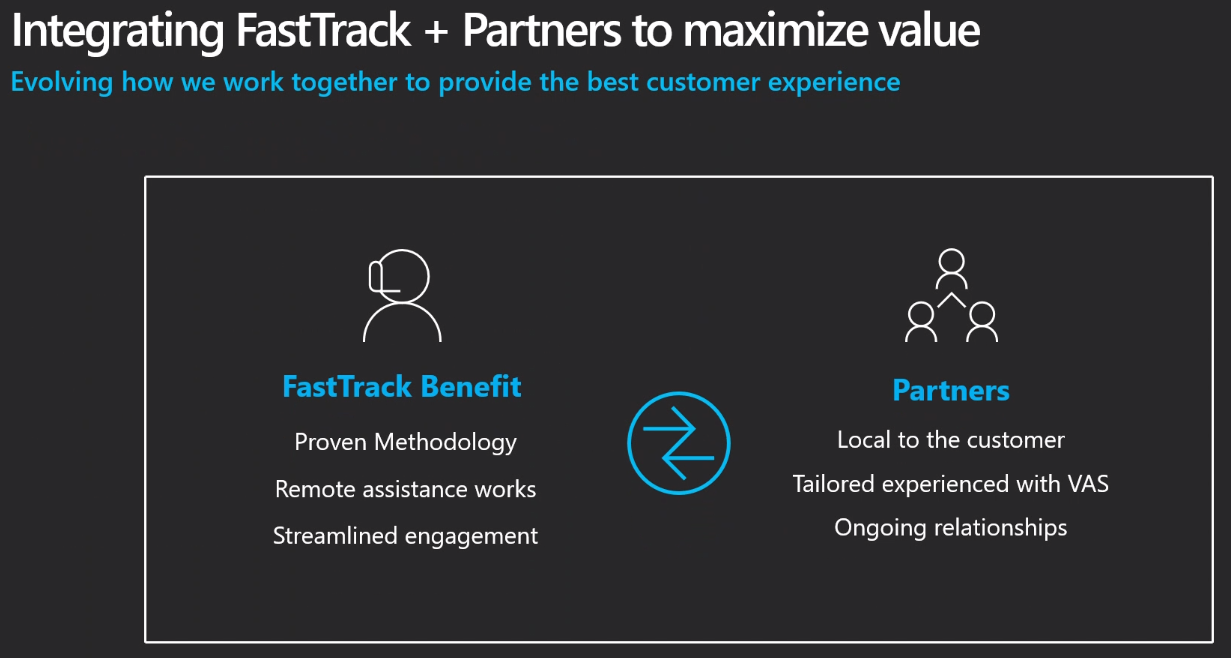 Integrating FastTrack + Partners to maximize value
Evolving how we work together to provide the best customer experience
FastTrack Benefit
Proven Methodology
Remote assistance works
Streamlined engagement
Partners
Local to the customer
Tailored experienced with VAS
Ongoing relationships